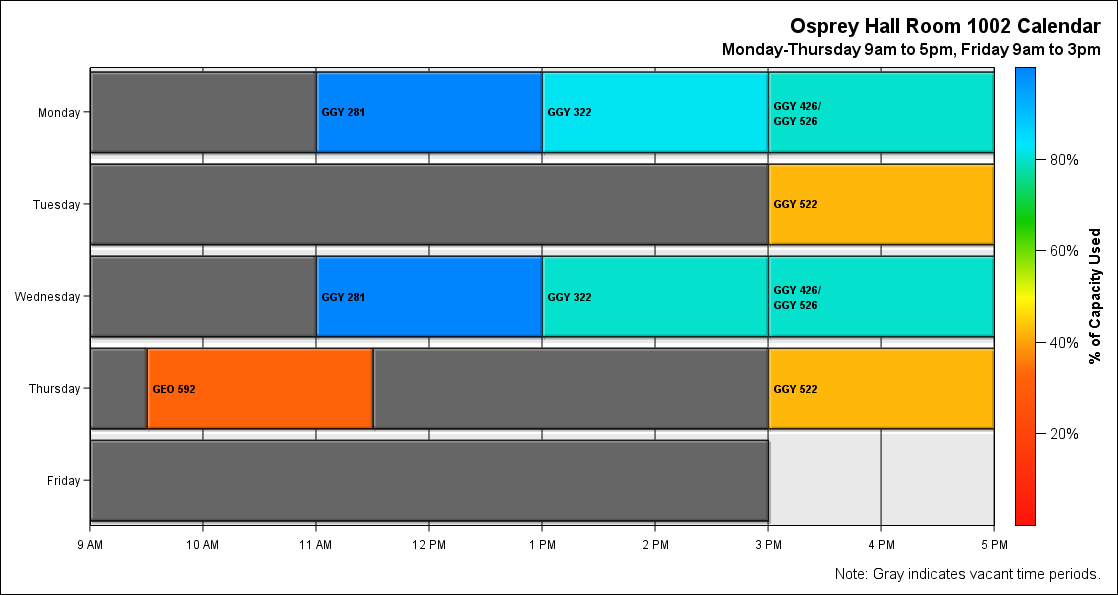 Osprey Hall Room 1002 Calendar
Monday-Thursday 9am to 5pm, Friday 9am to 3pm
Monday
GGY 281
GGY 322
GGY 426/
GGY 526
Tuesday
GGY 522
Wednesday
GGY 281
GGY 322
GGY 426/
GGY 526
Thursday
GEO 592
GGY 522
Friday
9 AM
10 AM
11 AM
12 PM
1 PM
2 PM
3 PM
4 PM
5 PM
80%
60%
40%
20%
% of Capacity Used
Note: Gray indicates vacant time periods.